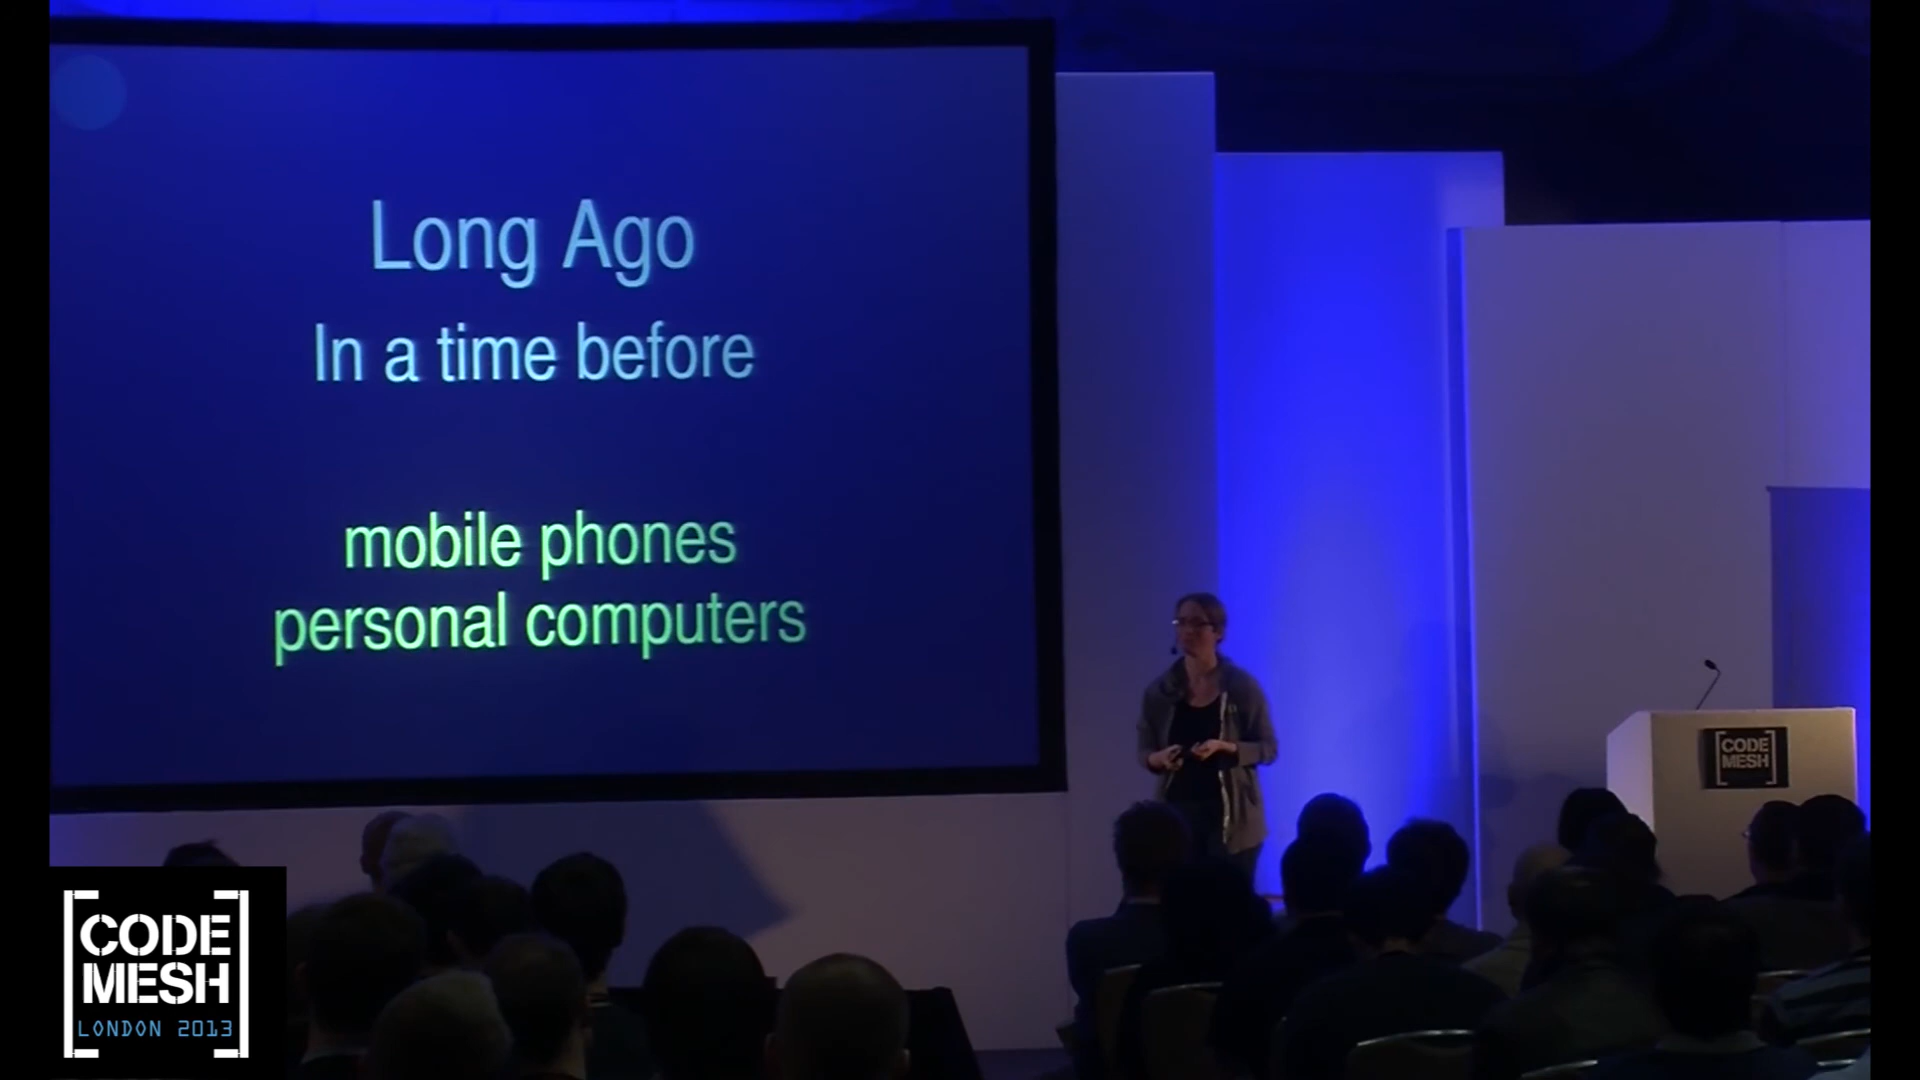 Long Ago
In a time before
mobile phones
personal computers
CODE
MESH
CODE
MESH
LONDON 2013